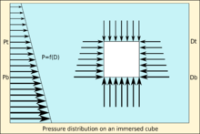 Pt
Dt
P=f(D)
Pb
Db
Pressure distribution on an immersed cube